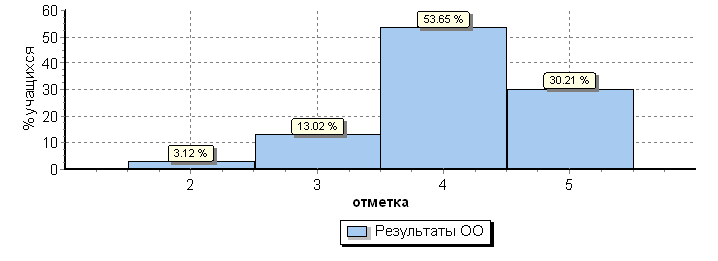 % учащихся
60
50
40
30
20
10
0
3.12 %
13.02 %
53.65 %
30.21 %
2 3 4 5
отметка
Результаты ОО